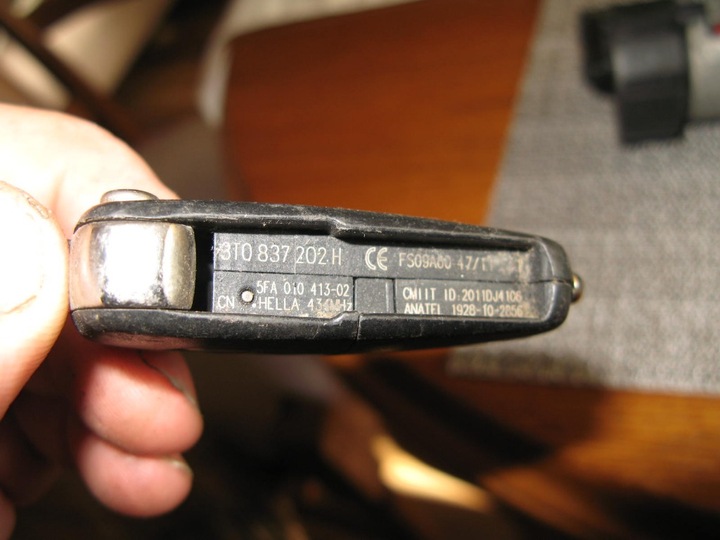 3T0 837 202 H CE FS09A00 47/1
5FA 010 413-02
CN HELLA 434MHz
CMIIT ID:2011DJ4106
ANATEL 1928-10-2856